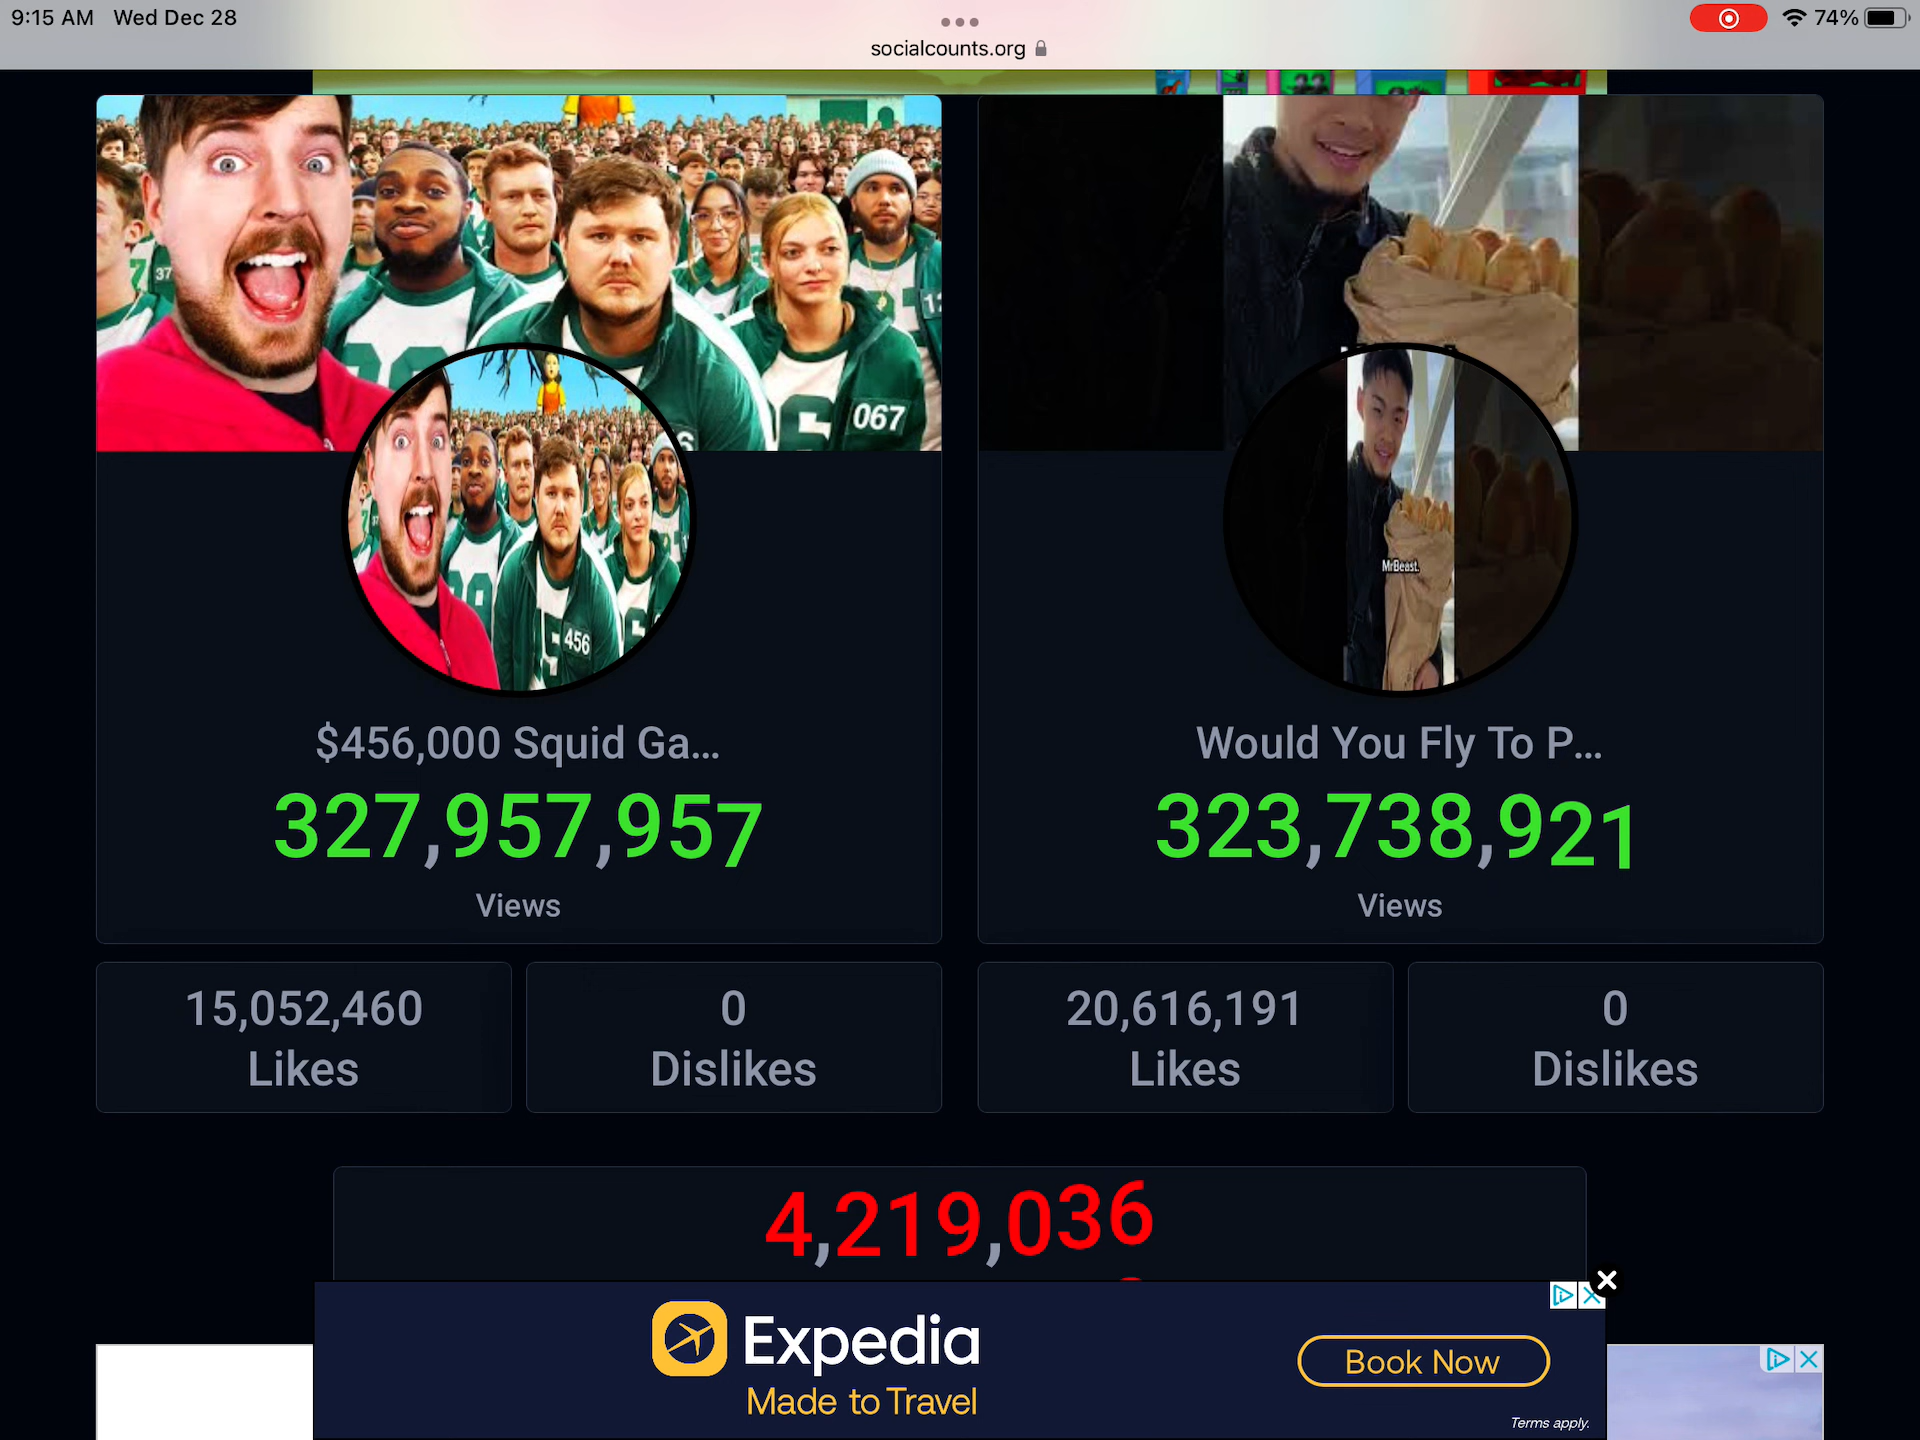 9:15 AM Wed Dec 28
74%
socialcounts.org
37
067
456
MrBeast.
$456,000 Squid Ga...
Would You Fly To P...
327,957,957
323,738,921
Views
Views
15,052,460
Likes
0
Dislikes
20,616,191
Likes
0
Dislikes
4,219,036
Expedia
Made to Travel
Book Now
Terms apply.